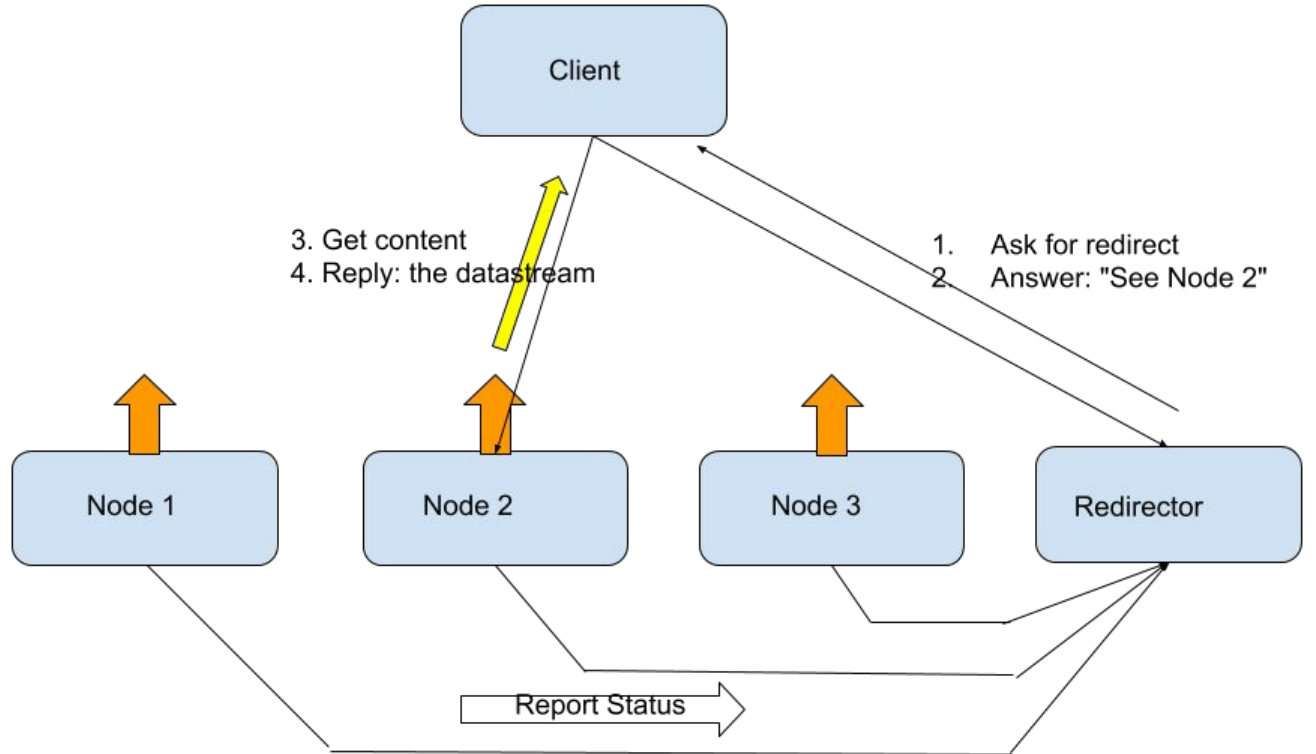 Client
3. Get content
4. Reply: the datastream
1. Ask for redirect
2. Answer: "See Node 2"
Node 1
Node 2
Node 3
Redirector
Report Status